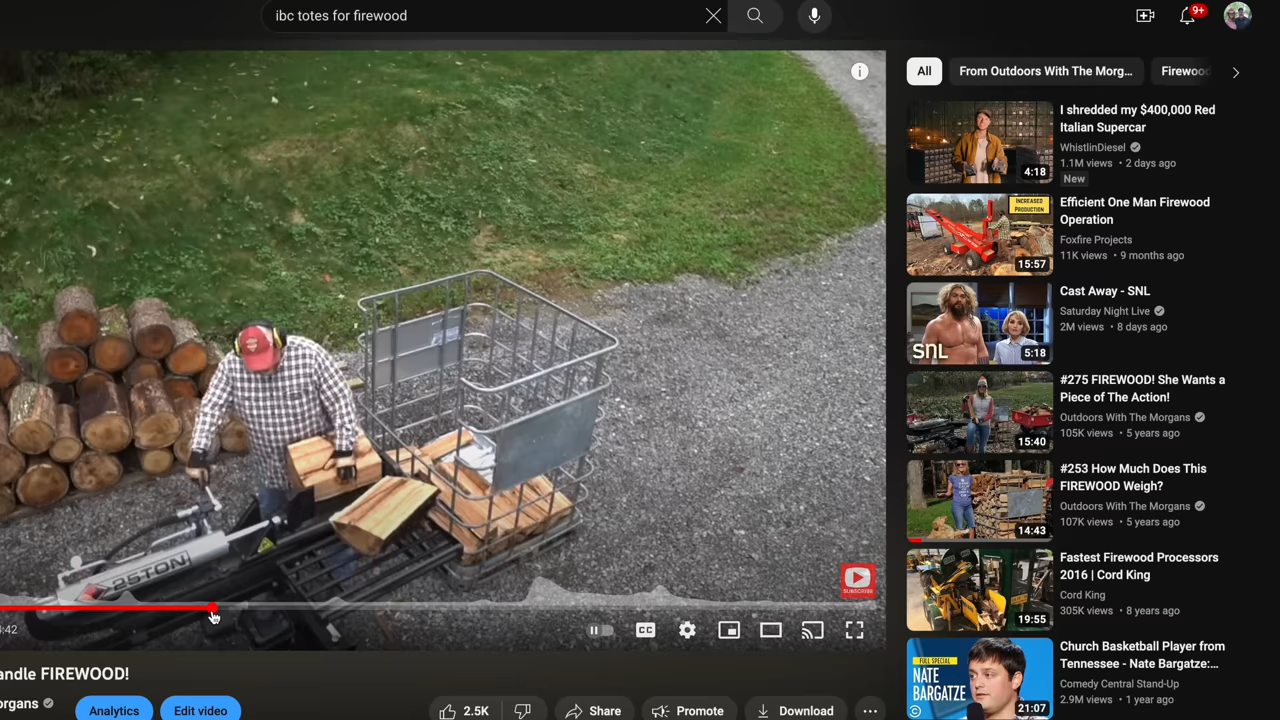 ibc totes for firewood
9+
All
From Outdoors With The Morg...
Firewood
I shredded my $400,000 Red
Italian Supercar
WhistlinDiesel
1.1M views • 2 days ago
New
4:18
INCREASED
PRODUCTION
15:57
Efficient One Man Firewood
Operation
Foxfire Projects
11K views • 9 months ago
SNL
5:18
Cast Away - SNL
Saturday Night Live
2M views • 8 days ago
15:40
#275 FIREWOOD! She Wants a
Piece of The Action!
Outdoors With The Morgans
105K views • 5 years ago
14:43
#253 How Much Does This
FIREWOOD Weigh?
Outdoors With The Morgans
107K views • 5 years ago
19:55
Fastest Firewood Processors
2016 | Cord King
Cord King
305K views • 8 years ago
FULL SPECIAL
NATE
BARGATZE
21:07
Church Basketball Player from
Tennessee - Nate Bargatze:...
Comedy Central Stand-Up
2.9M views • 1 year ago
25TON
SUBSCRIBE
:42
CC
andle FIREWOOD!
organs
Analytics
Edit video
2.5K
Share
Promote
Download